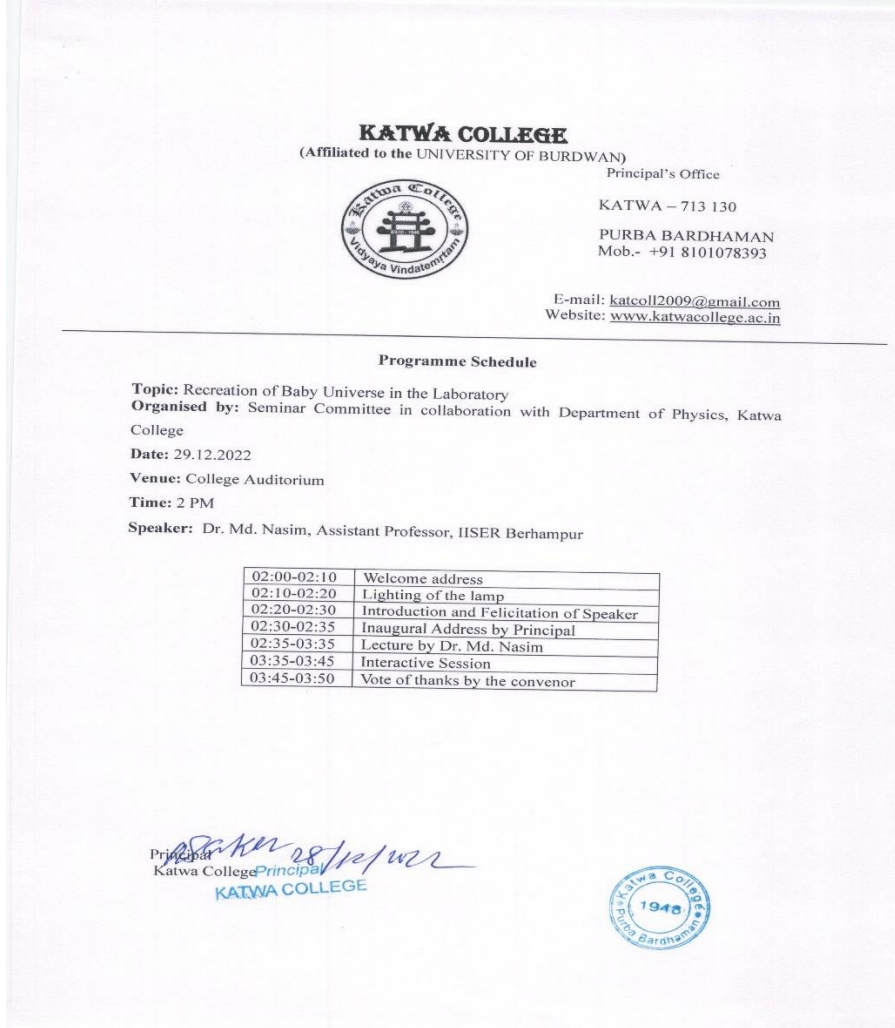 KATWA COLLEGE
(Affiliated to the UNIVERSITY OF BURDWAN)
Principal's Office
Katwa College
Vidyaya Vindatemrtam
KATWA – 713 130
PURBA BARDHAMAN
Mob.- +91 8101078393
E-mail: katcoll2009@gmail.com
Website: www.katwacollege.ac.in
Programme Schedule
Topic: Recreation of Baby Universe in the Laboratory
Organised by: Seminar Committee in collaboration with Department of Physics, Katwa
College
Date: 29.12.2022
Venue: College Auditorium
Time: 2 PM
Speaker: Dr. Md. Nasim, Assistant Professor, IISER Berhampur
02:00-02:10 Welcome address
02:10-02:20 Lighting of the lamp
02:20-02:30 Introduction and Felicitation of Speaker
02:30-02:35 Inaugural Address by Principal
02:35-03:35 Lecture by Dr. Md. Nasim
03:35-03:45 Interactive Session
03:45-03:50 Vote of thanks by the convenor
28/12/2022
Principal
Katwa College
Principal
KATWA COLLEGE
Katwa College
1948
Purba Bardhaman